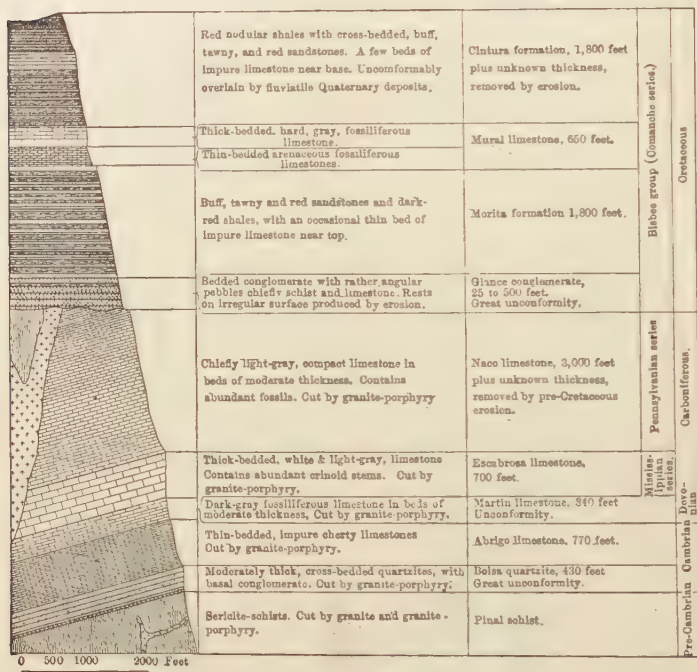 Red nodular shales with cross-bedded, buff,
tawny, and red sandstones. A few beds of
impure limestone near base. Uncomformably
overlain by fluviatile Quaternary deposits.
Cintura formation, 1,800 feet
plus unknown thickness,
removed by erosion.
Thick-bedded, hard, gray, fossiliferous
limestone.
Thin-bedded arenaceous fossiliferous
limestones.
Mural limestone, 650 feet.
Buff, tawny and red sandstones and dark-
red shales, with an occasional thin bed of
impure limestone near top.
Morita formation 1,800 feet.
Bedded conglomerate with rather angular
pebbles chiefly schist and limestone. Rests
on irregular surface produced by erosion.
Glance conglomerate,
25 to 500 feet.
Great unconformity.
Bisbee group (Comanche series.)
Cretaceous
Chiefly light-gray, compact limestone in
beds of moderate thickness. Contains
abundant fossils. Cut by granite-porphyry
Naco limestone, 3,000 feet
plus unknown thickness,
removed by pre-Cretaceous
erosion.
Pennsylvanian series
Carboniferous.
Thick-bedded, white & light-gray, limestone
Contains abundant crinoid stems. Cut by
granite-porphyry.
Escabrosa limestone,
700 feet.
Missis-
sippian
series.
Dark-gray fossiliferous limestone in beds of
moderate thickness, Cut by granite-porphyry.
Martin limestone, 340 feet
Unconformity.
Devo-
nian
Thin-bedded, impure cherty limestones
Cut by granite-porphyry.
Abrigo limestone, 770 feet.
Moderately thick, cross-bedded quartzites, with
basal conglomerate. Cut by granite-porphyry.
Bolsa quartzite, 430 feet
Great unconformity.
Cambrian
Sericite-schists. Cut by granite and granite-
porphyry.
Pinal schist.
Pre-Cambrian
0 500 1000 2000 Feet